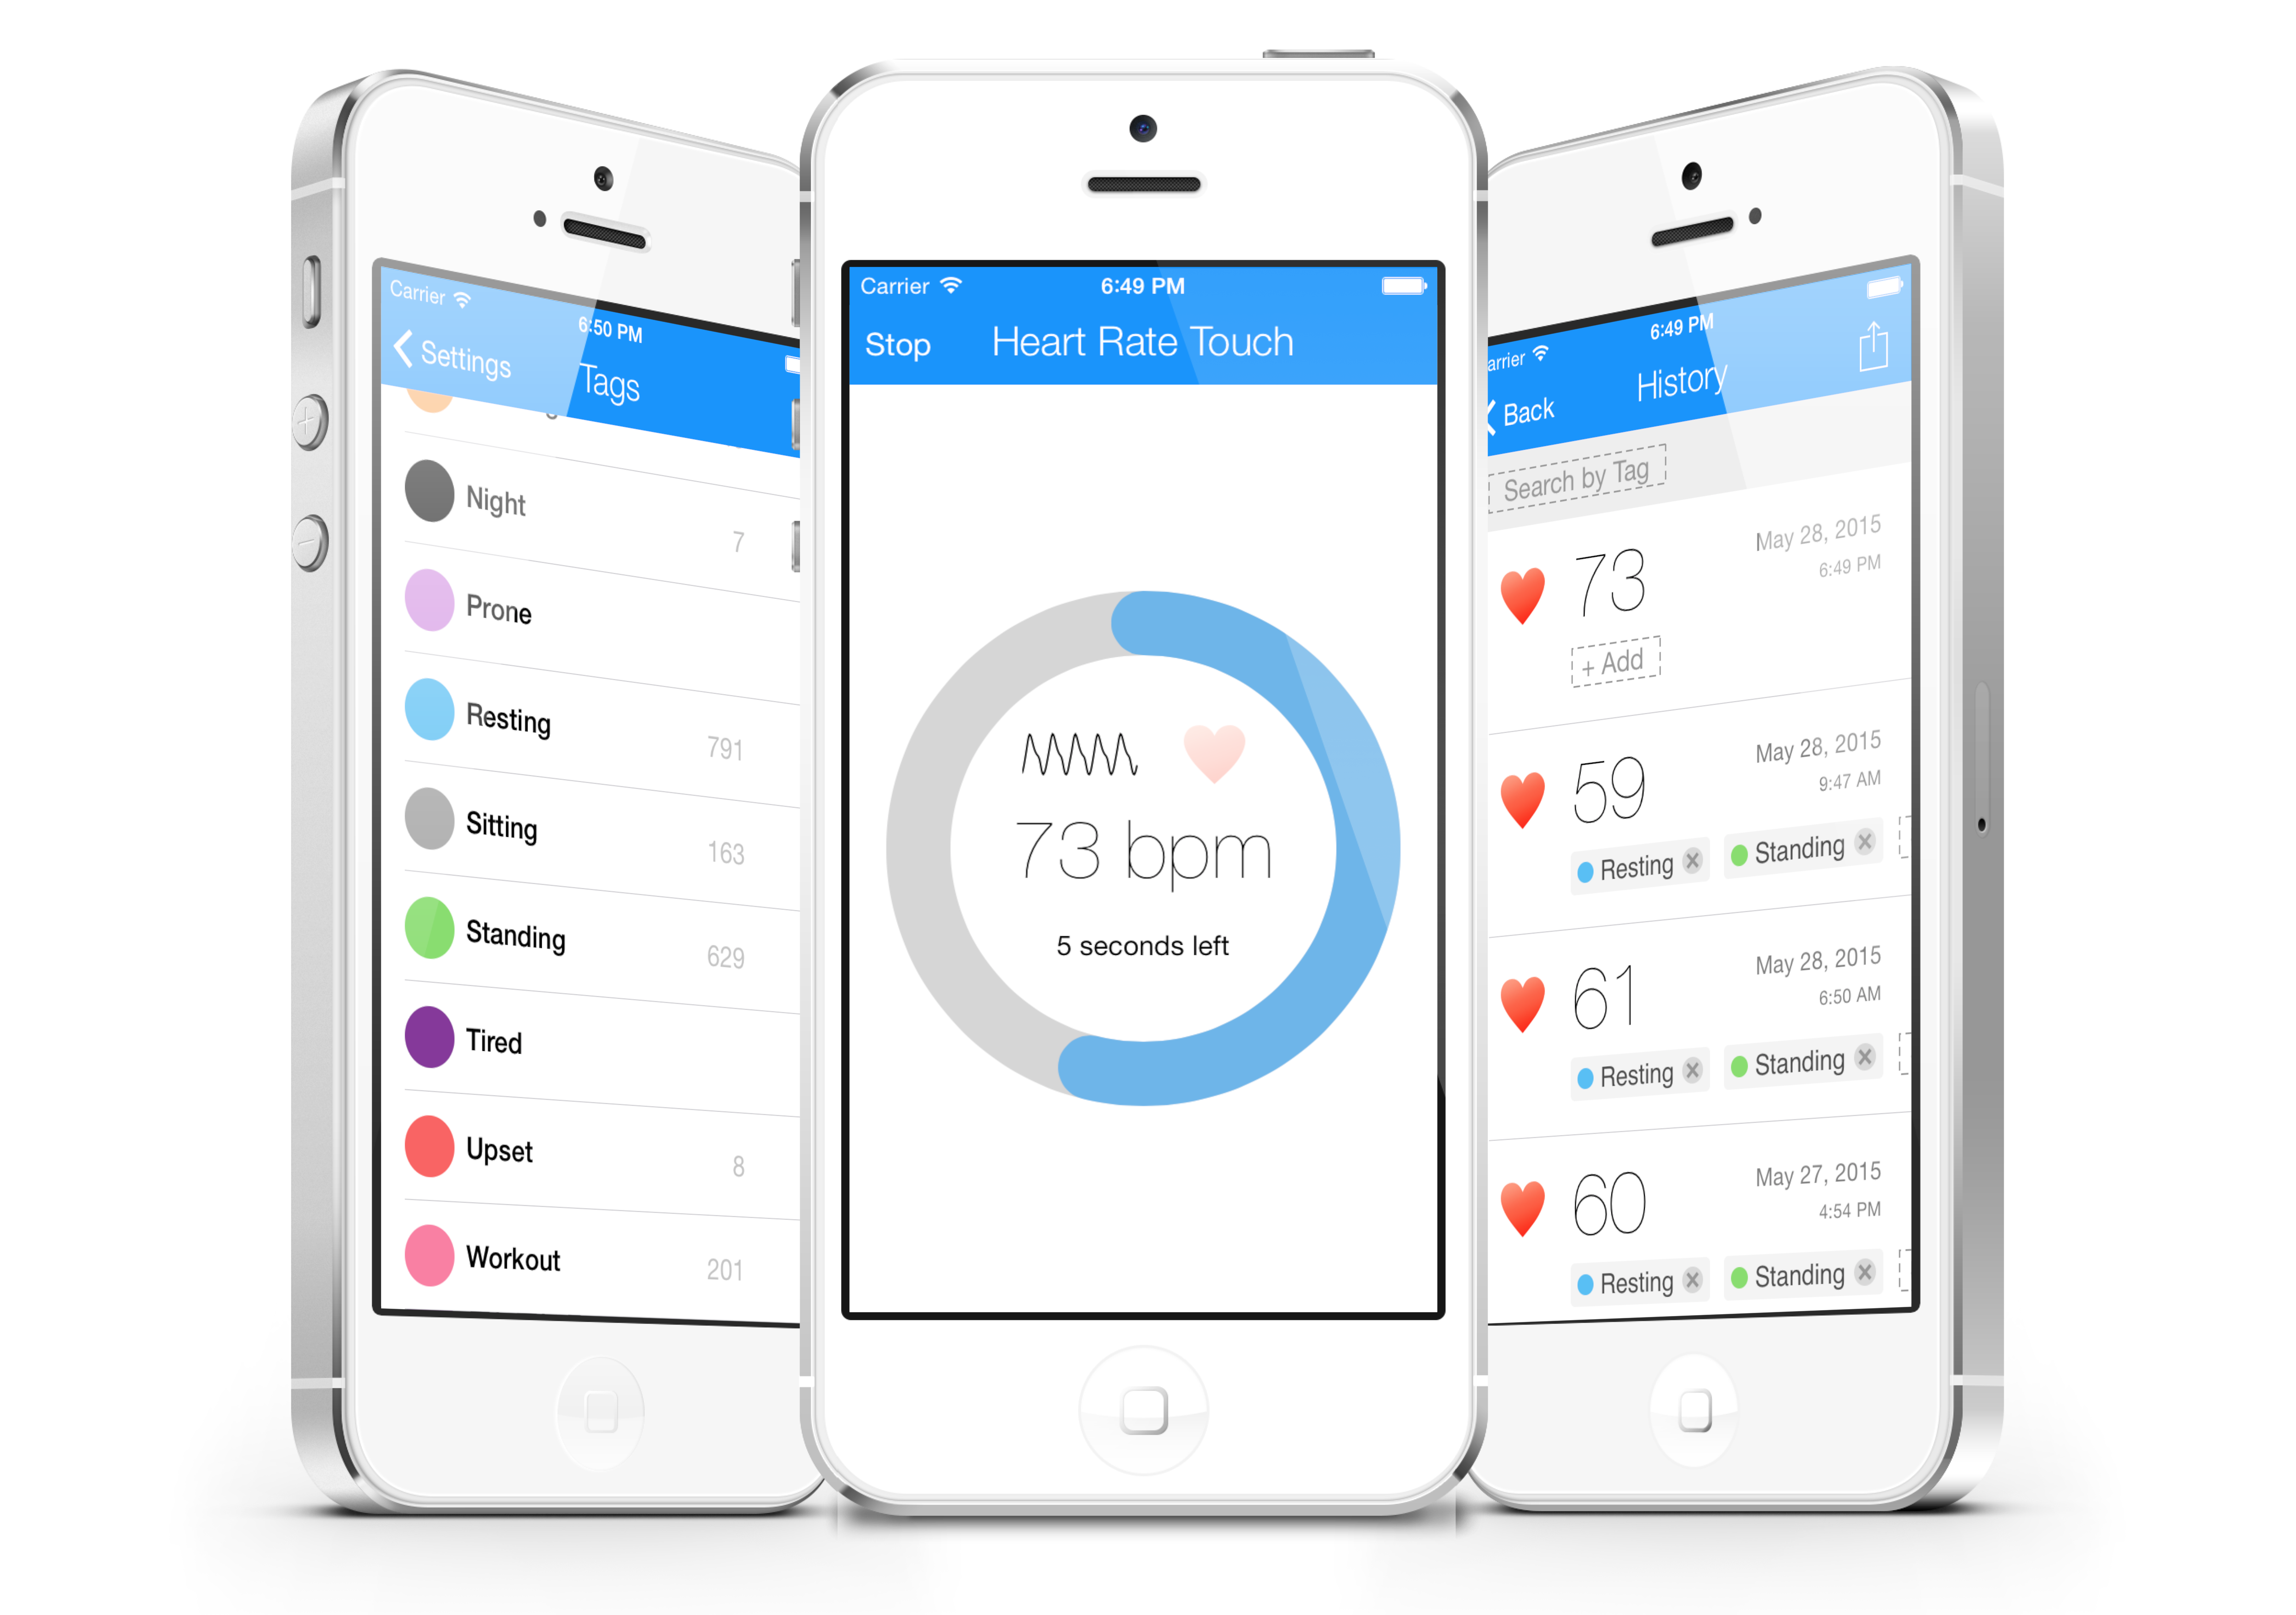 Carrier
6:50 PM
Settings
Tags
Night
7
Prone
Resting
791
Sitting
163
Standing
629
Tired
Upset
8
Workout
201
Carrier
6:49 PM
Stop
Heart Rate Touch
73 bpm
5 seconds left
arrier
6:49 PM
Back
History
Search by Tag
73
May 28, 2015
6:49 PM
+ Add
59
May 28, 2015
9:47 AM
Resting
Standing
61
May 28, 2015
6:50 AM
Resting
Standing
60
May 27, 2015
4:54 PM
Resting
Standing